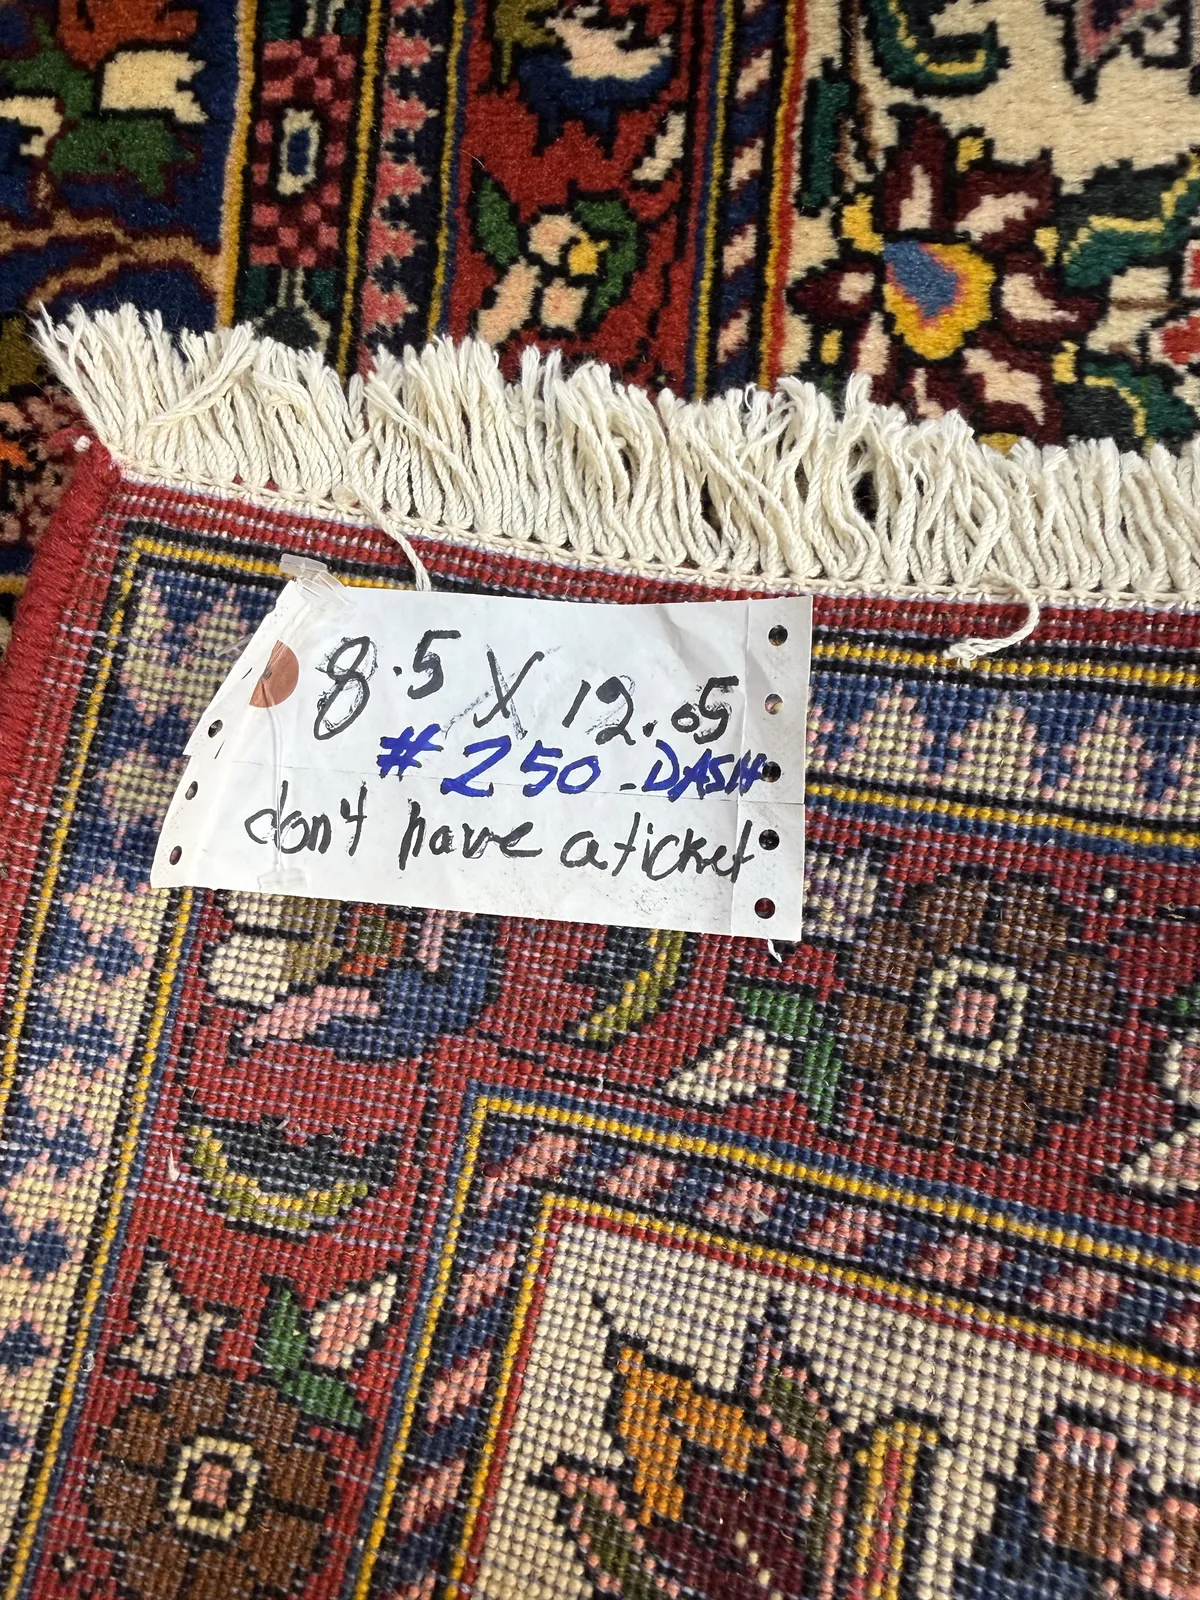 8.5 X 12.05
# 250 - DASH
don't have a ticket